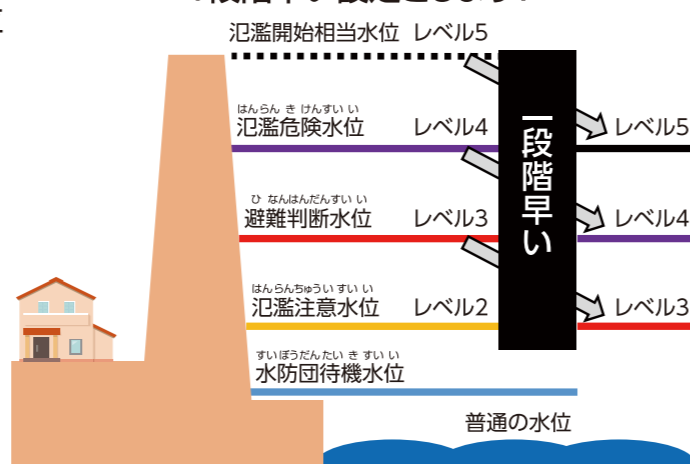 氾濫開始相当水位 レベル5
はんらん き けんすい い
氾濫危険水位 レベル4
レベル5
ひ なんはんだんすい い
避難判断水位 レベル3
レベル4
はんらんちゅうい すい い
氾濫注意水位 レベル2
レベル3
一段階早い
すいぼうだんたい き すい い
水防団待機水位
普通の水位